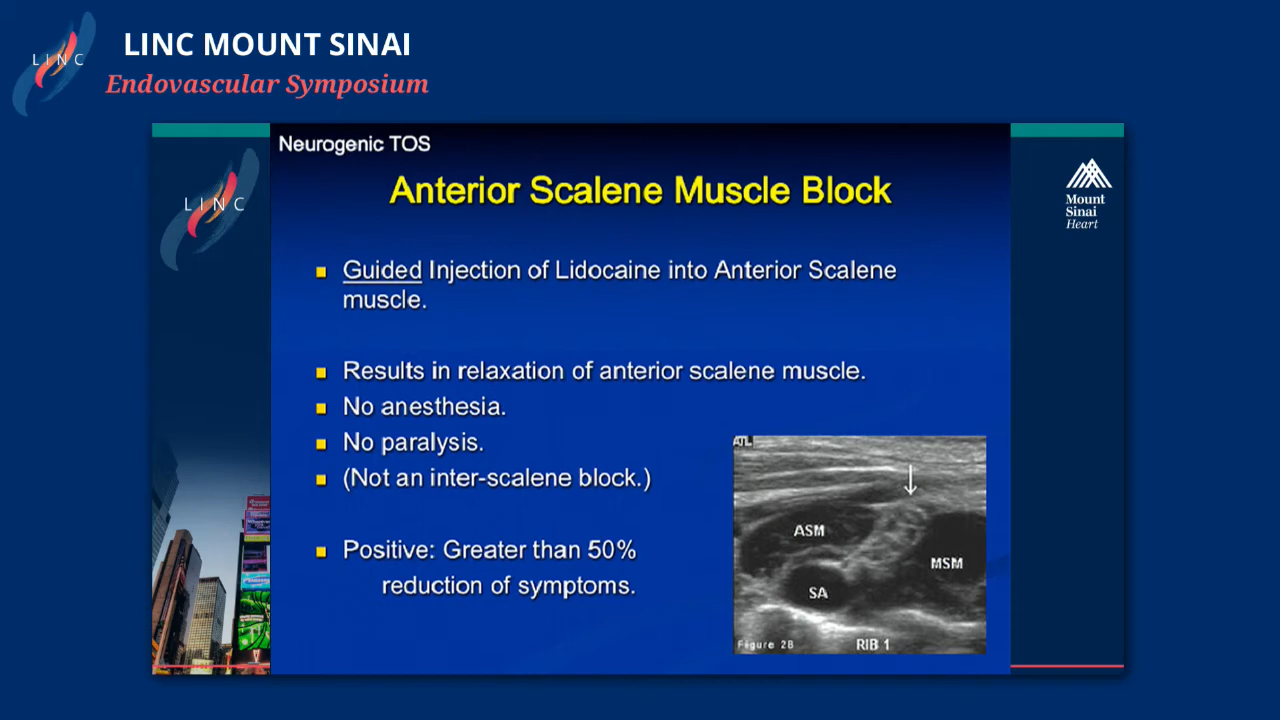 LINC
LINC MOUNT SINAI
Endovascular Symposium
Neurogenic TOS
LINC
Mount
Sinai
Heart
Anterior Scalene Muscle Block
Guided Injection of Lidocaine into Anterior Scalene
muscle.
Results in relaxation of anterior scalene muscle.
No anesthesia.
No paralysis.
(Not an inter-scalene block.)
Positive: Greater than 50%
reduction of symptoms.
ATL
ASM
MSM
SA
Figure 2B
RIB 1